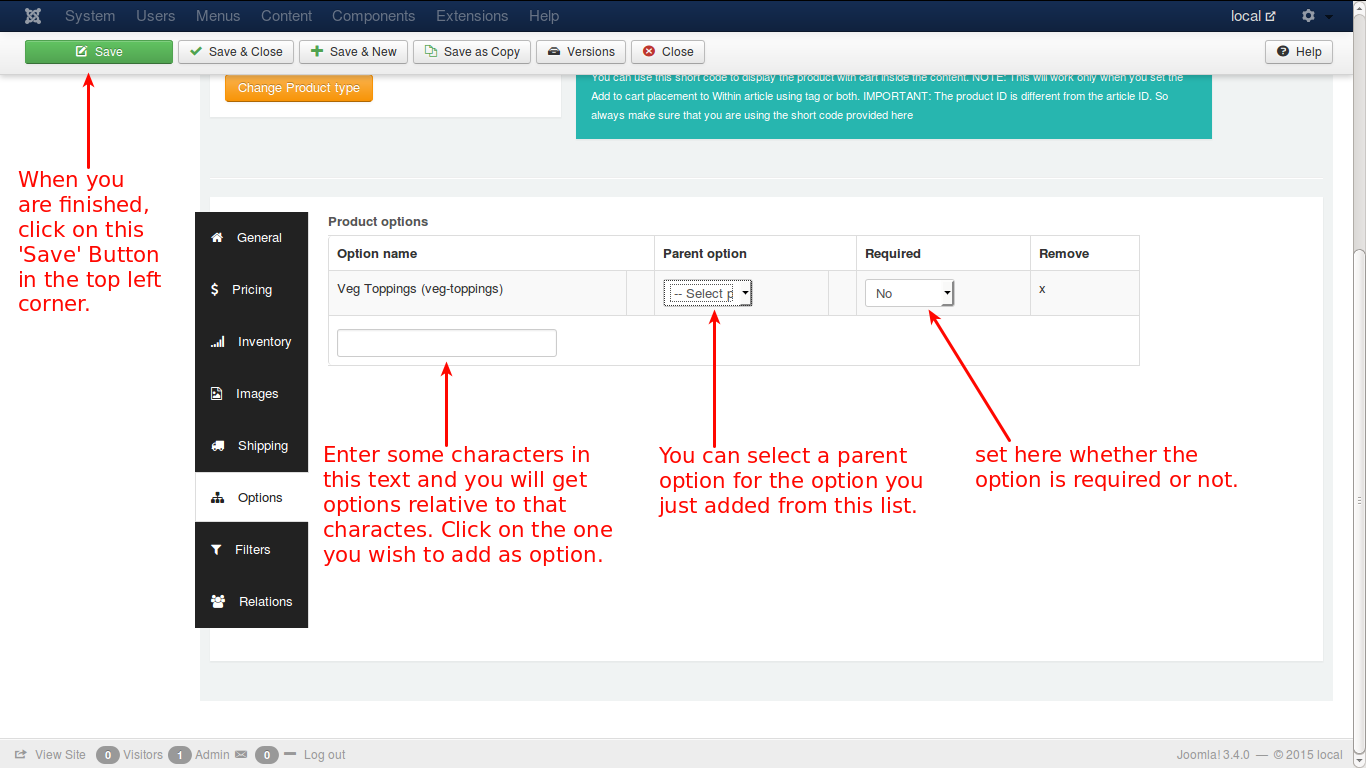 System Users Menus Content Components Extensions Help local
Save Save & Close Save & New Save as Copy Versions Close Help
You can use this short code to display the product with cart inside the content. NOTE: This will work only when you set the
Change Product type
Add to cart placement to Within article using tag or both. IMPORTANT: The product ID is different from the article ID. So
always make sure that you are using the short code provided here
When you
are finished,
click on this
'Save' Button
in the top left
corner.
General
Pricing
Inventory
Images
Shipping
Options
Filters
Relations
Product options
Option name Parent option Required Remove
Veg Toppings (veg-toppings) -- Select p No x
Enter some characters in
this text and you will get
options relative to that
charactes. Click on the one
you wish to add as option.
You can select a parent
option for the option you
just added from this list.
set here whether the
option is required or not.
View Site 0 Visitors 1 Admin 0 Log out Joomla! 3.4.0 — © 2015 local